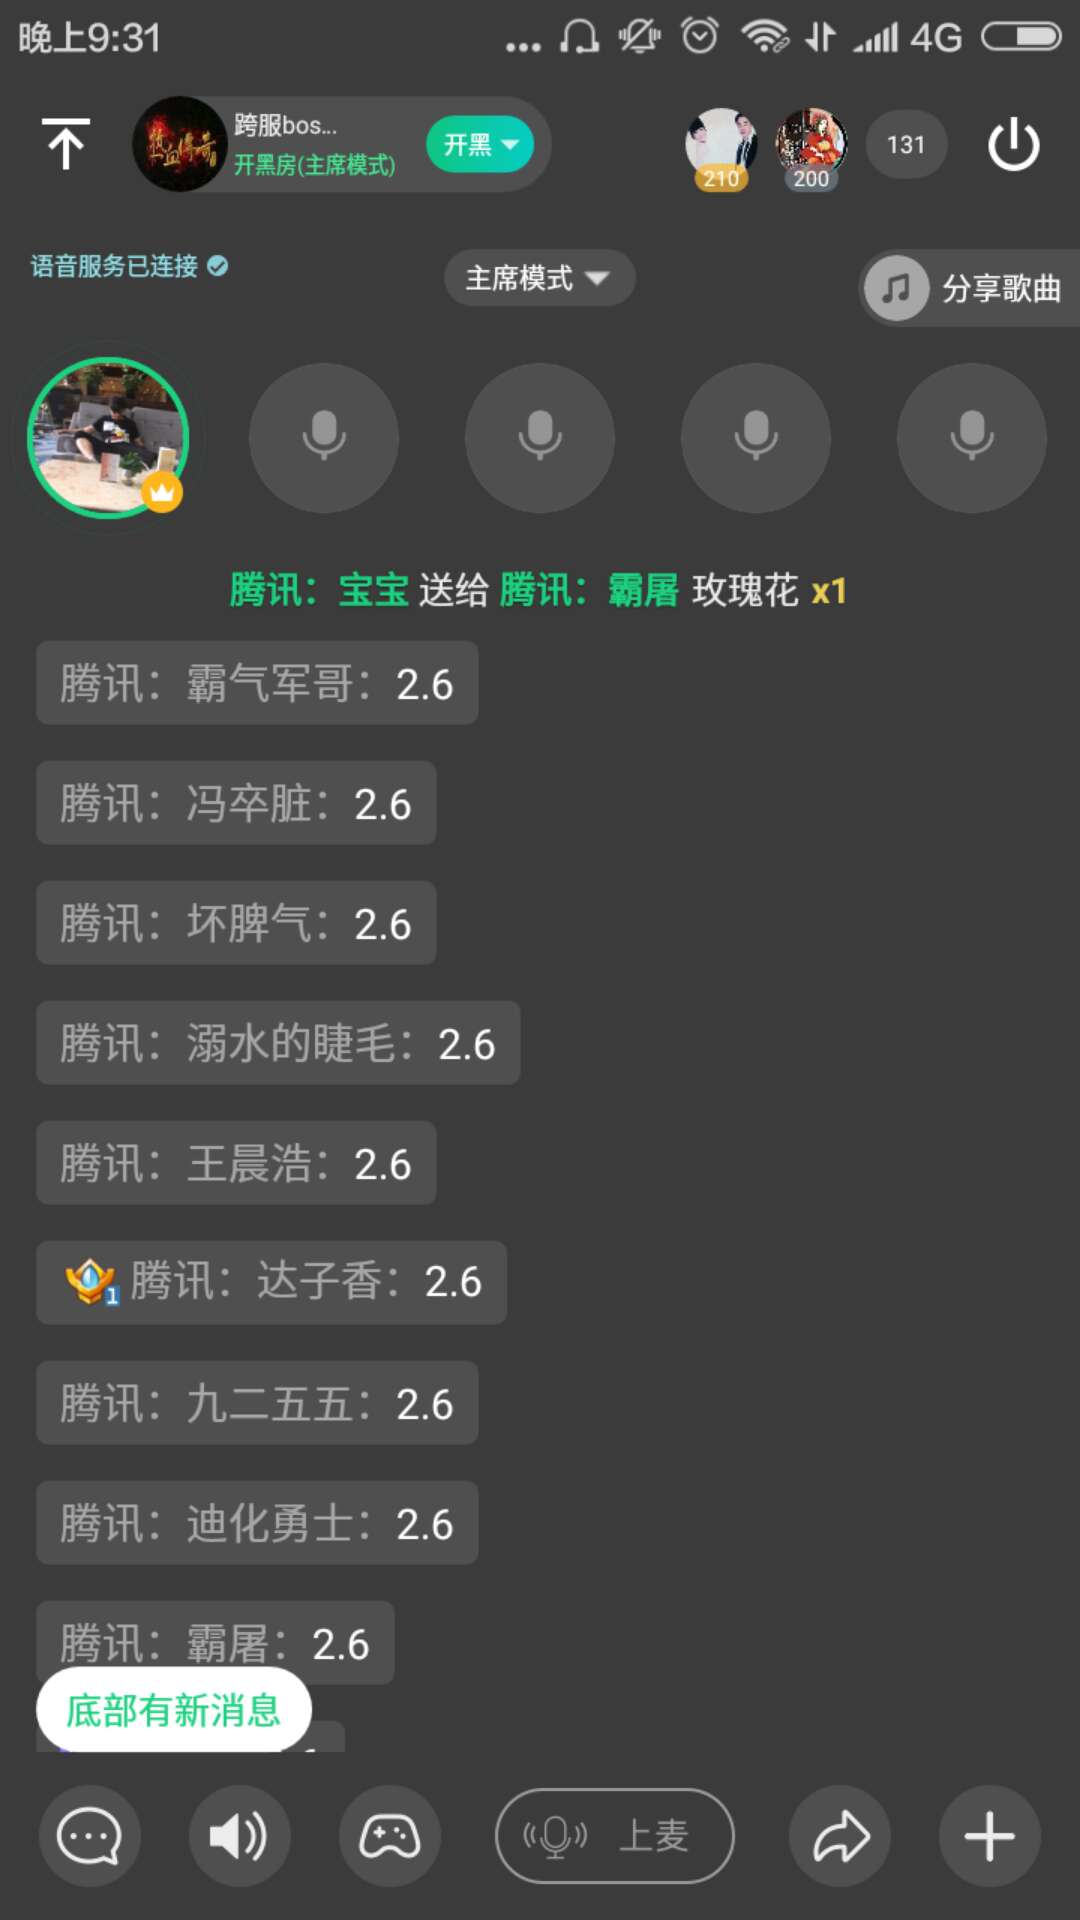 晚上9:31
4G
热血传奇
跨服bos...
开黑房(主席模式)
开黑
210
200
131
语音服务已连接
主席模式
分享歌曲
腾讯：宝宝 送给 腾讯：霸屠 玫瑰花 x1
腾讯：霸气军哥：2.6
腾讯：冯卒脏：2.6
腾讯：坏脾气：2.6
腾讯：溺水的睫毛：2.6
腾讯：王晨浩：2.6
1 腾讯：达子香：2.6
腾讯：九二五五：2.6
腾讯：迪化勇士：2.6
腾讯：霸屠：2.6
底部有新消息
上麦